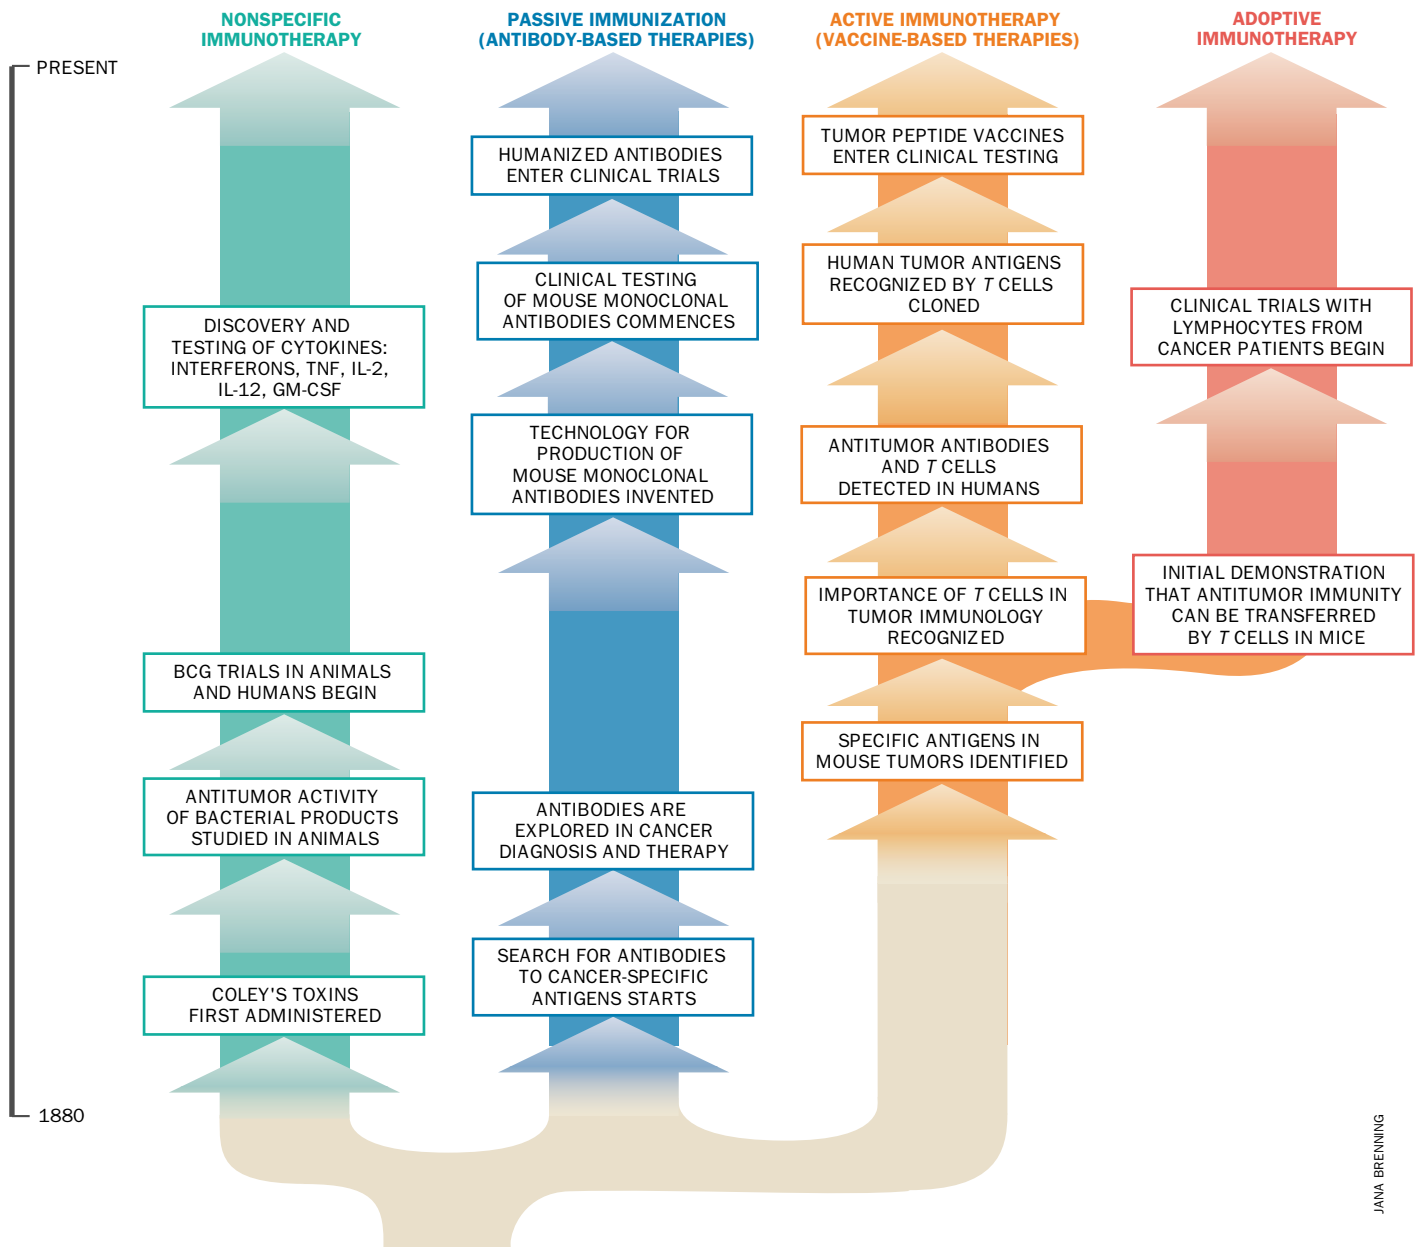 NONSPECIFIC
IMMUNOTHERAPY
PASSIVE IMMUNIZATION
(ANTIBODY-BASED THERAPIES)
ACTIVE IMMUNOTHERAPY
(VACCINE-BASED THERAPIES)
ADOPTIVE
IMMUNOTHERAPY
PRESENT
DISCOVERY AND
TESTING OF CYTOKINES:
INTERFERONS, TNF, IL-2,
IL-12, GM-CSF
BCG TRIALS IN ANIMALS
AND HUMANS BEGIN
ANTITUMOR ACTIVITY
OF BACTERIAL PRODUCTS
STUDIED IN ANIMALS
COLEY'S TOXINS
FIRST ADMINISTERED
HUMANIZED ANTIBODIES
ENTER CLINICAL TRIALS
CLINICAL TESTING
OF MOUSE MONOCLONAL
ANTIBODIES COMMENCES
TECHNOLOGY FOR
PRODUCTION OF
MOUSE MONOCLONAL
ANTIBODIES INVENTED
ANTIBODIES ARE
EXPLORED IN CANCER
DIAGNOSIS AND THERAPY
SEARCH FOR ANTIBODIES
TO CANCER-SPECIFIC
ANTIGENS STARTS
TUMOR PEPTIDE VACCINES
ENTER CLINICAL TESTING
HUMAN TUMOR ANTIGENS
RECOGNIZED BY T CELLS
CLONED
ANTITUMOR ANTIBODIES
AND T CELLS
DETECTED IN HUMANS
IMPORTANCE OF T CELLS IN
TUMOR IMMUNOLOGY
RECOGNIZED
SPECIFIC ANTIGENS IN
MOUSE TUMORS IDENTIFIED
CLINICAL TRIALS WITH
LYMPHOCYTES FROM
CANCER PATIENTS BEGIN
INITIAL DEMONSTRATION
THAT ANTITUMOR IMMUNITY
CAN BE TRANSFERRED
BY T CELLS IN MICE
1880
JANA BRENNING